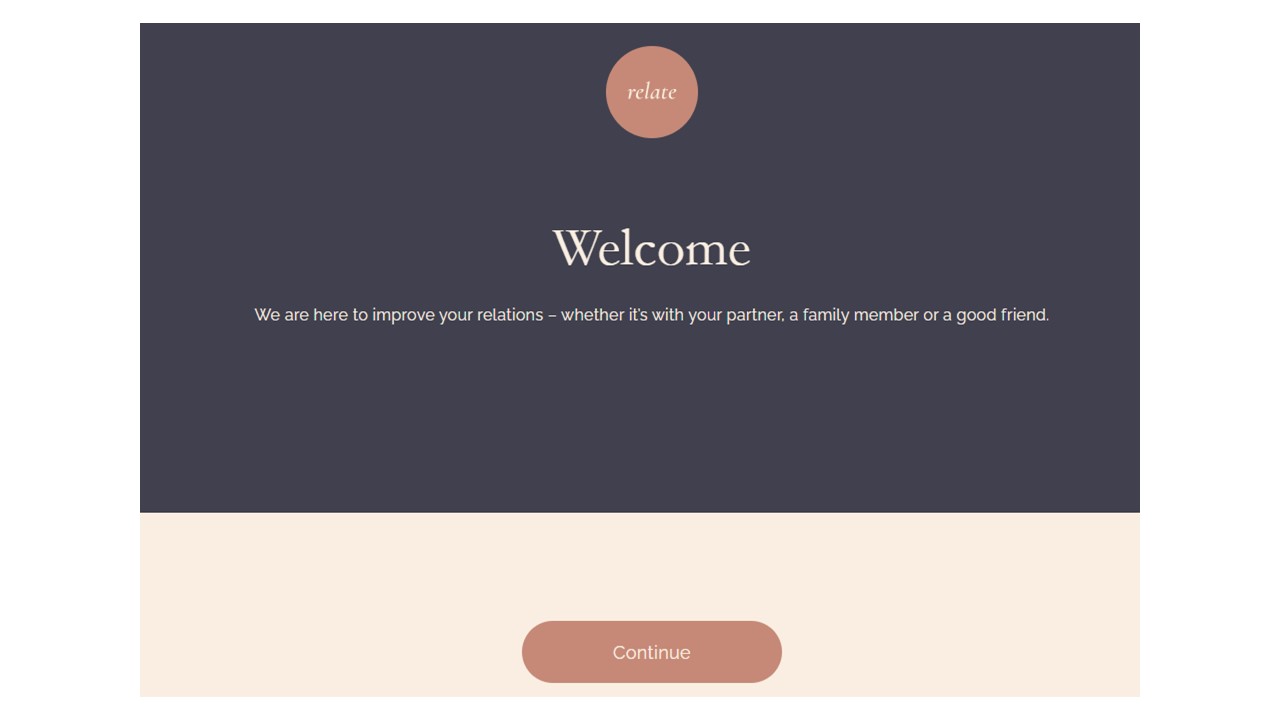 relate
Welcome
We are here to improve your relations – whether it's with your partner, a family member or a good friend.
Continue